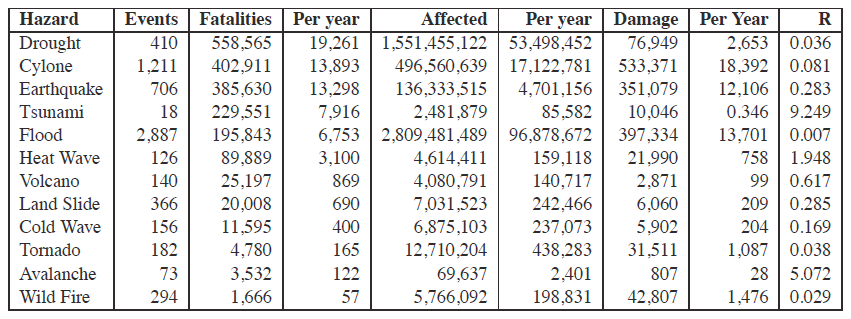 Hazard Events Fatalities Per year Affected Per year Damage Per Year R
Drought 410 558,565 19,261 1,551,455,122 53,498,452 76,949 2,653 0.036
Cylone 1,211 402,911 13,893 496,560,639 17,122,781 533,371 18,392 0.081
Earthquake 706 385,630 13,298 136,333,515 4,701,156 351,079 12,106 0.283
Tsunami 18 229,551 7,916 2,481,879 85,582 10,046 0.346 9.249
Flood 2,887 195,843 6,753 2,809,481,489 96,878,672 397,334 13,701 0.007
Heat Wave 126 89,889 3,100 4,614,411 159,118 21,990 758 1.948
Volcano 140 25,197 869 4,080,791 140,717 2,871 99 0.617
Land Slide 366 20,008 690 7,031,523 242,466 6,060 209 0.285
Cold Wave 156 11,595 400 6,875,103 237,073 5,902 204 0.169
Tornado 182 4,780 165 12,710,204 438,283 31,511 1,087 0.038
Avalanche 73 3,532 122 69,637 2,401 807 28 5.072
Wild Fire 294 1,666 57 5,766,092 198,831 42,807 1,476 0.029